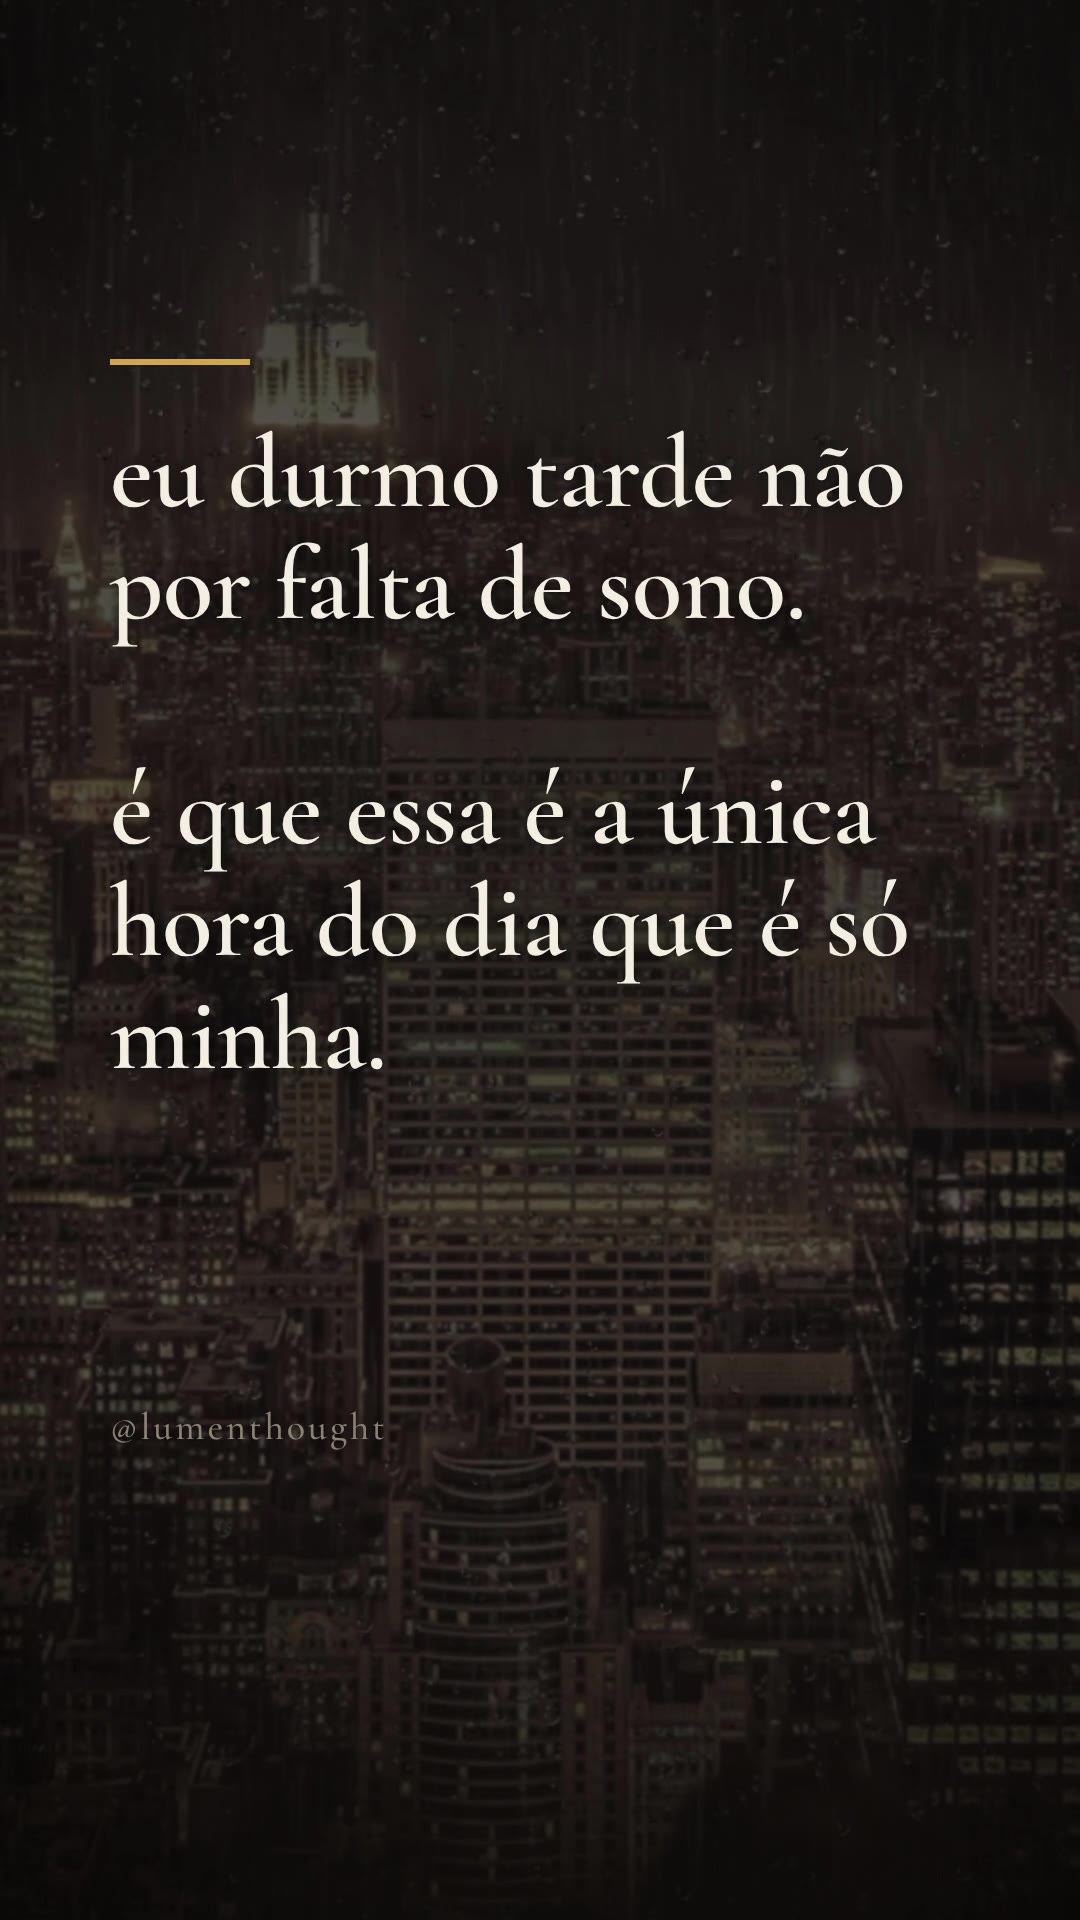 eu durmo tarde não
por falta de sono.
é que essa é a única
hora do dia que é só
minha.
@lumenthought